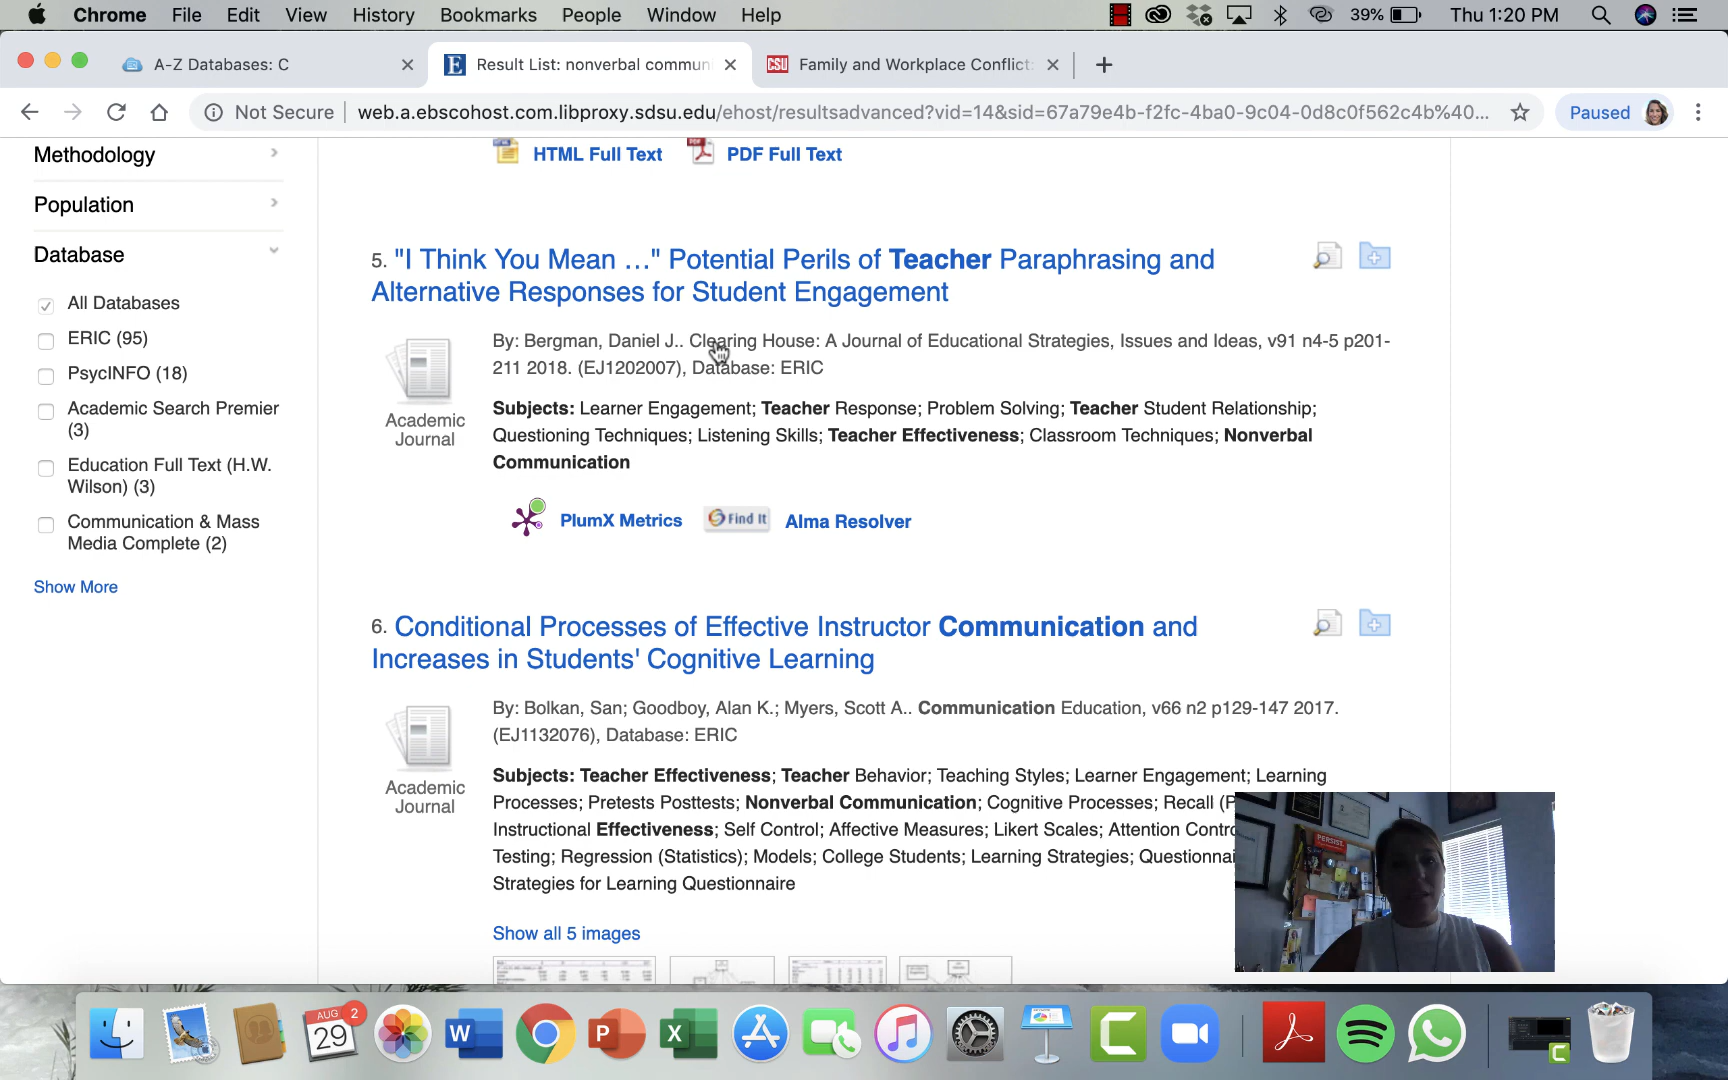 Chrome File Edit View History Bookmarks People Window Help 39% Thu 1:20 PM
A-Z Databases: C
Result List: nonverbal commun
CSU Family and Workplace Conflict:
Not Secure web.a.ebscohost.com.libproxy.sdsu.edu/ehost/resultsadvanced?vid=14&sid=67a79e4b-f2fc-4ba0-9c04-0d8c0f562c4b%40... Paused
Methodology
Population
Database
All Databases
ERIC (95)
PsycINFO (18)
Academic Search Premier
(3)
Education Full Text (H.W.
Wilson) (3)
Communication & Mass
Media Complete (2)
Show More
HTML Full Text PDF Full Text
5. "I Think You Mean …" Potential Perils of Teacher Paraphrasing and
Alternative Responses for Student Engagement
Academic
Journal
By: Bergman, Daniel J.. Clearing House: A Journal of Educational Strategies, Issues and Ideas, v91 n4-5 p201-
211 2018. (EJ1202007), Database: ERIC
Subjects: Learner Engagement; Teacher Response; Problem Solving; Teacher Student Relationship;
Questioning Techniques; Listening Skills; Teacher Effectiveness; Classroom Techniques; Nonverbal
Communication
PlumX Metrics Find It Alma Resolver
6. Conditional Processes of Effective Instructor Communication and
Increases in Students' Cognitive Learning
Academic
Journal
By: Bolkan, San; Goodboy, Alan K.; Myers, Scott A.. Communication Education, v66 n2 p129-147 2017.
(EJ1132076), Database: ERIC
Subjects: Teacher Effectiveness; Teacher Behavior; Teaching Styles; Learner Engagement; Learning
Processes; Pretests Posttests; Nonverbal Communication; Cognitive Processes; Recall (P
Instructional Effectiveness; Self Control; Affective Measures; Likert Scales; Attention Contro
Testing; Regression (Statistics); Models; College Students; Learning Strategies; Questionnai
Strategies for Learning Questionnaire
Show all 5 images
PERSIST
AUG 2
29
W
P
X
C